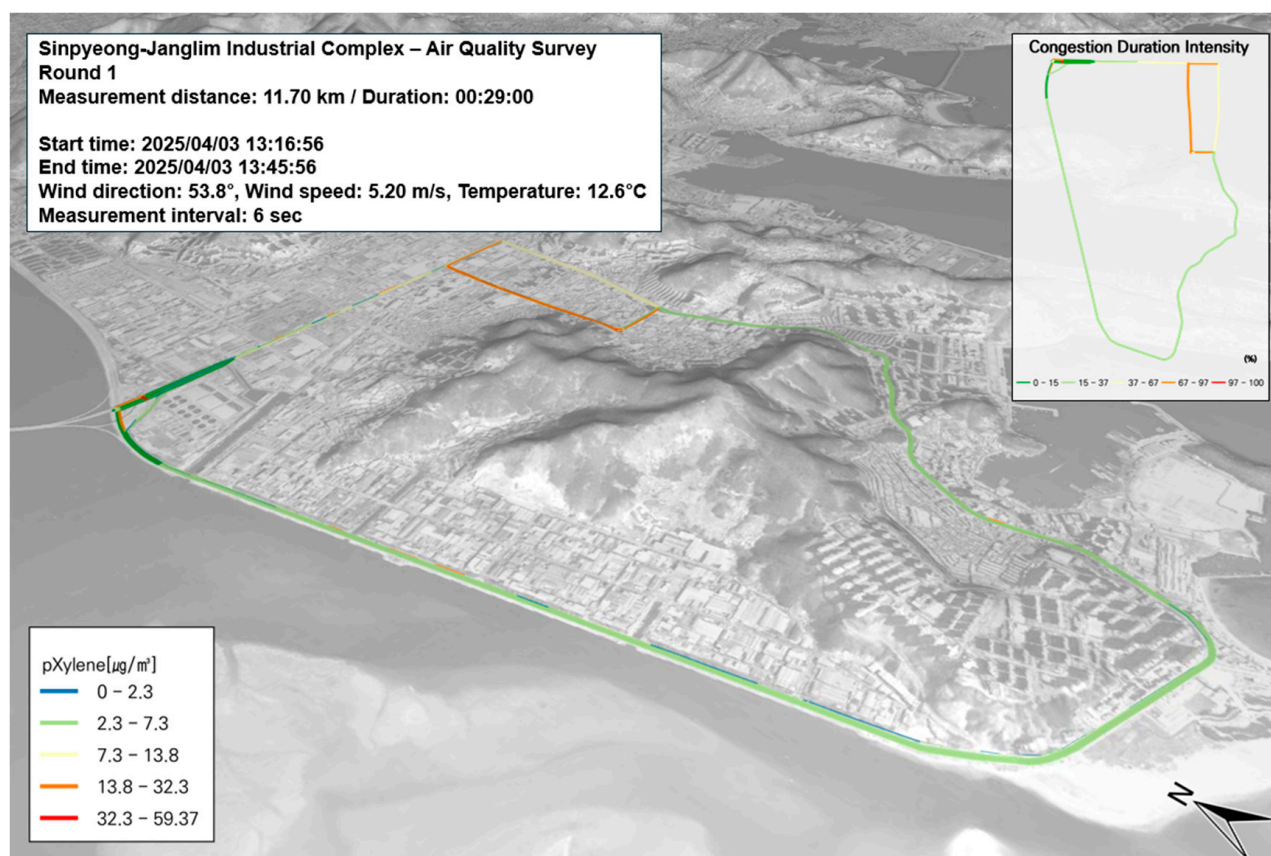 Sinpyeong-Janglim Industrial Complex – Air Quality Survey
Round 1
Measurement distance: 11.70 km / Duration: 00:29:00
Start time: 2025/04/03 13:16:56
End time: 2025/04/03 13:45:56
Wind direction: 53.8°, Wind speed: 5.20 m/s, Temperature: 12.6°C
Measurement interval: 6 sec
Congestion Duration Intensity
(%)
0 - 15 15 - 37 37 - 67 67 - 97 97 - 100
pXylene[㎍/㎥]
0 - 2.3
2.3 - 7.3
7.3 - 13.8
13.8 - 32.3
32.3 - 59.37
N